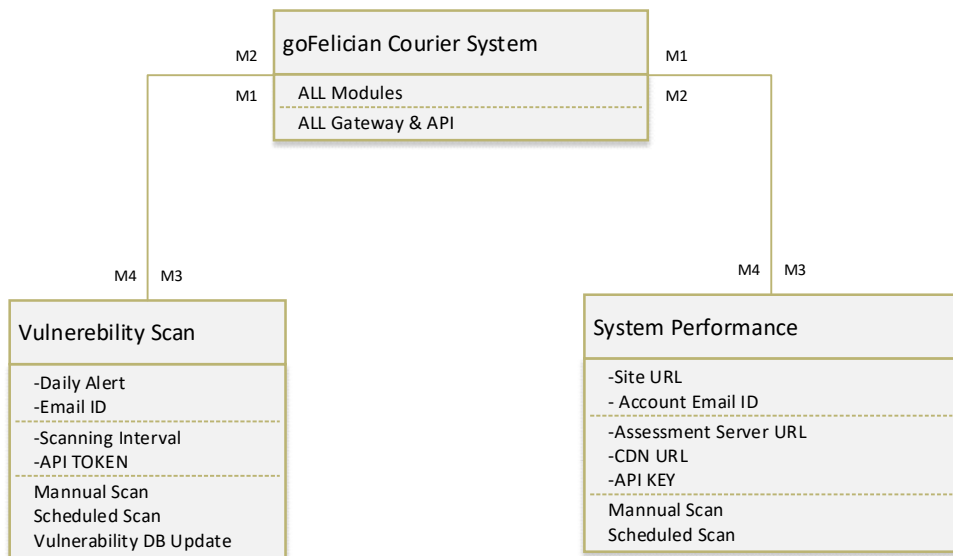 goFelician Courier System
M2
M1
M1
ALL Modules
M2
ALL Gateway & API
M4 M3
M4 M3
Vulnerebility Scan
-Daily Alert
-Email ID
-Scanning Interval
-API TOKEN
Mannual Scan
Scheduled Scan
Vulnerability DB Update
System Performance
-Site URL
- Account Email ID
-Assessment Server URL
-CDN URL
-API KEY
Mannual Scan
Scheduled Scan